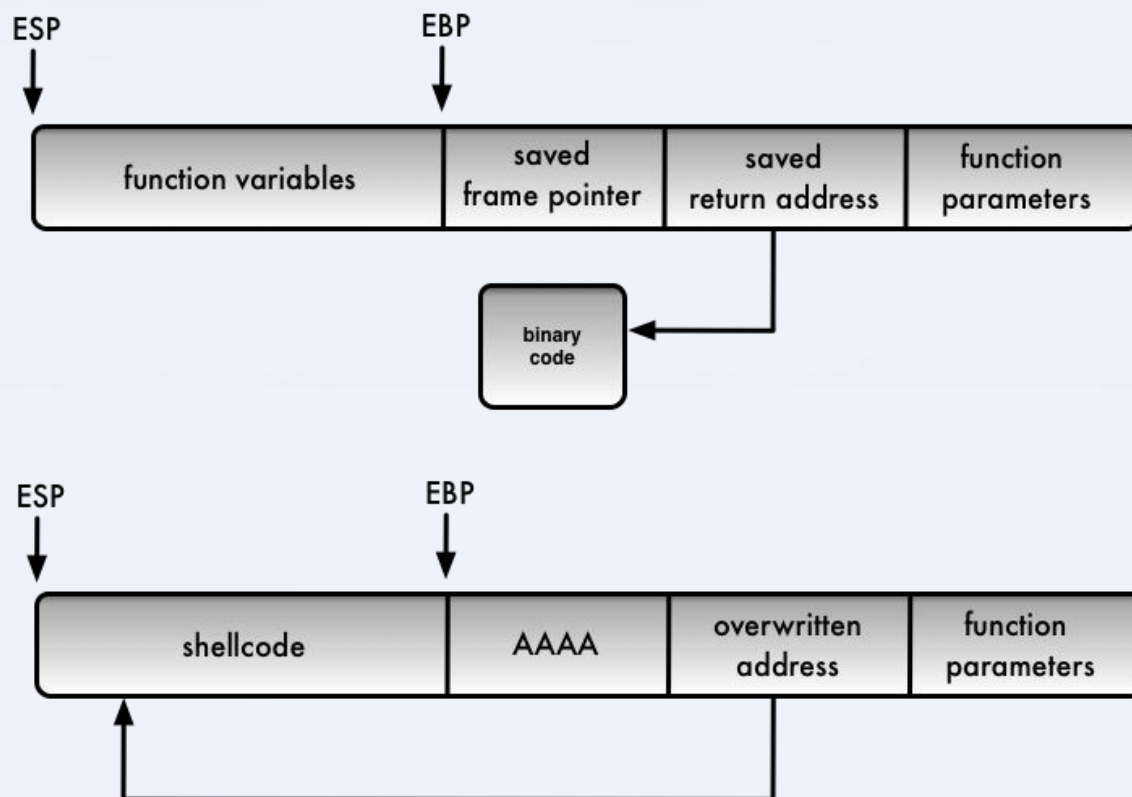 ESP
EBP
function variables
saved
frame pointer
saved
return address
function
parameters
binary
code
ESP
EBP
shellcode
AAAA
overwritten
address
function
parameters